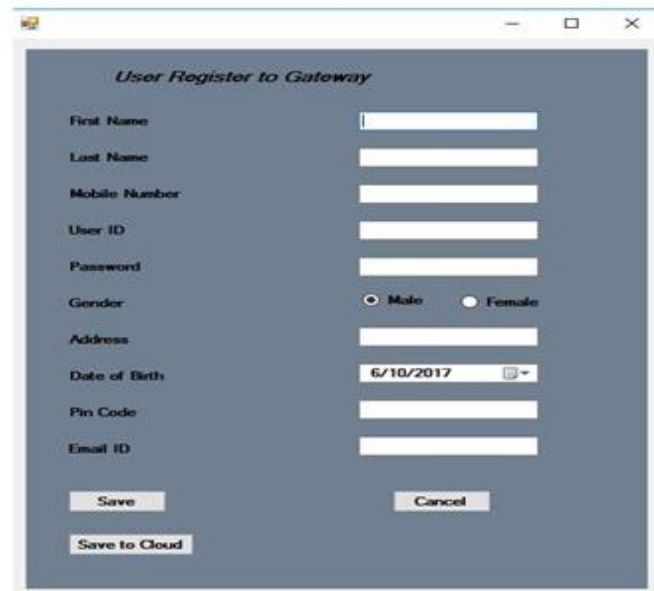 User Register to Gateway
First Name
Last Name
Mobile Number
User ID
Password
Gender Male Female
Address
Date of Birth 6/10/2017
Pin Code
Email ID
Save Cancel
Save to Cloud